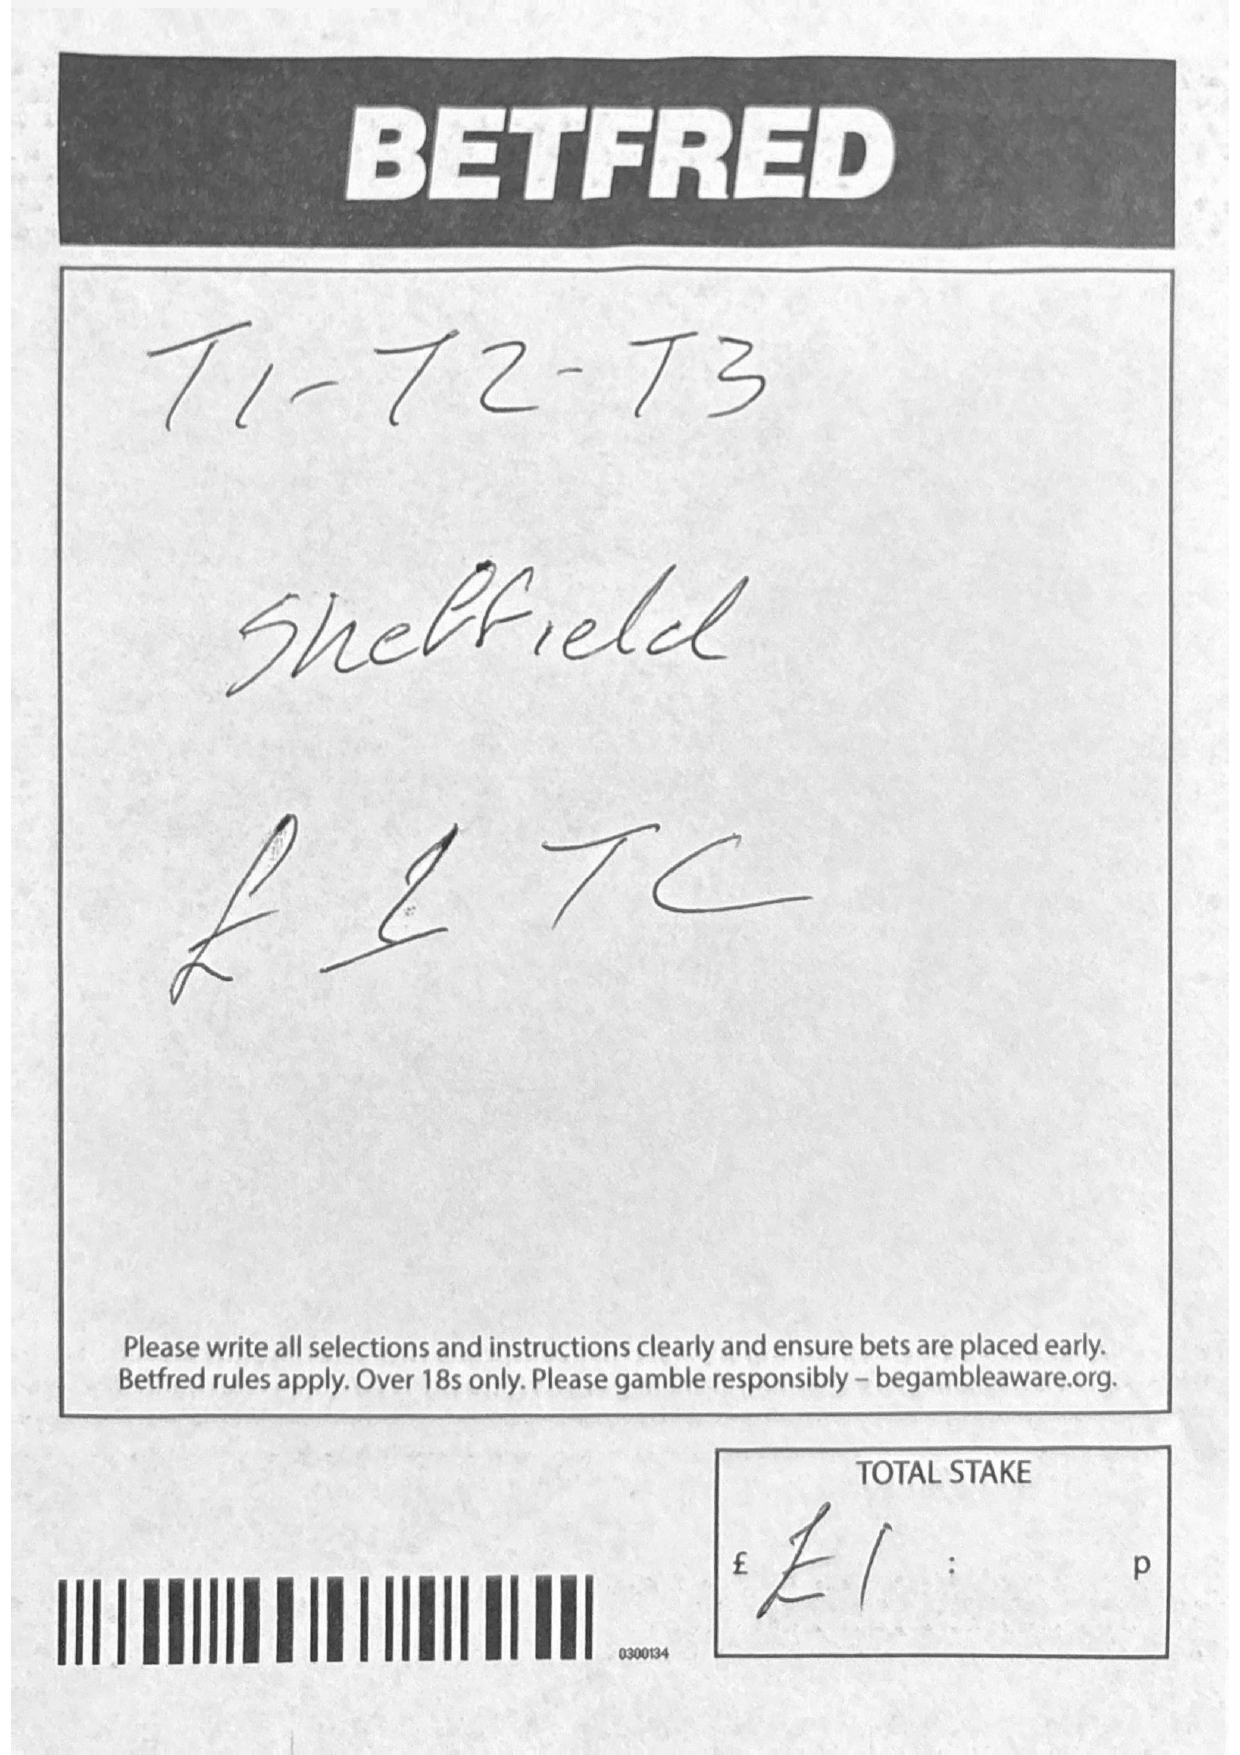 BETFRED
T1-T2-T3
Sheffield
£1 TC
Please write all selections and instructions clearly and ensure bets are placed early.
Betfred rules apply. Over 18s only. Please gamble responsibly – begambleaware.org.
TOTAL STAKE
£ £1 : p
0300134